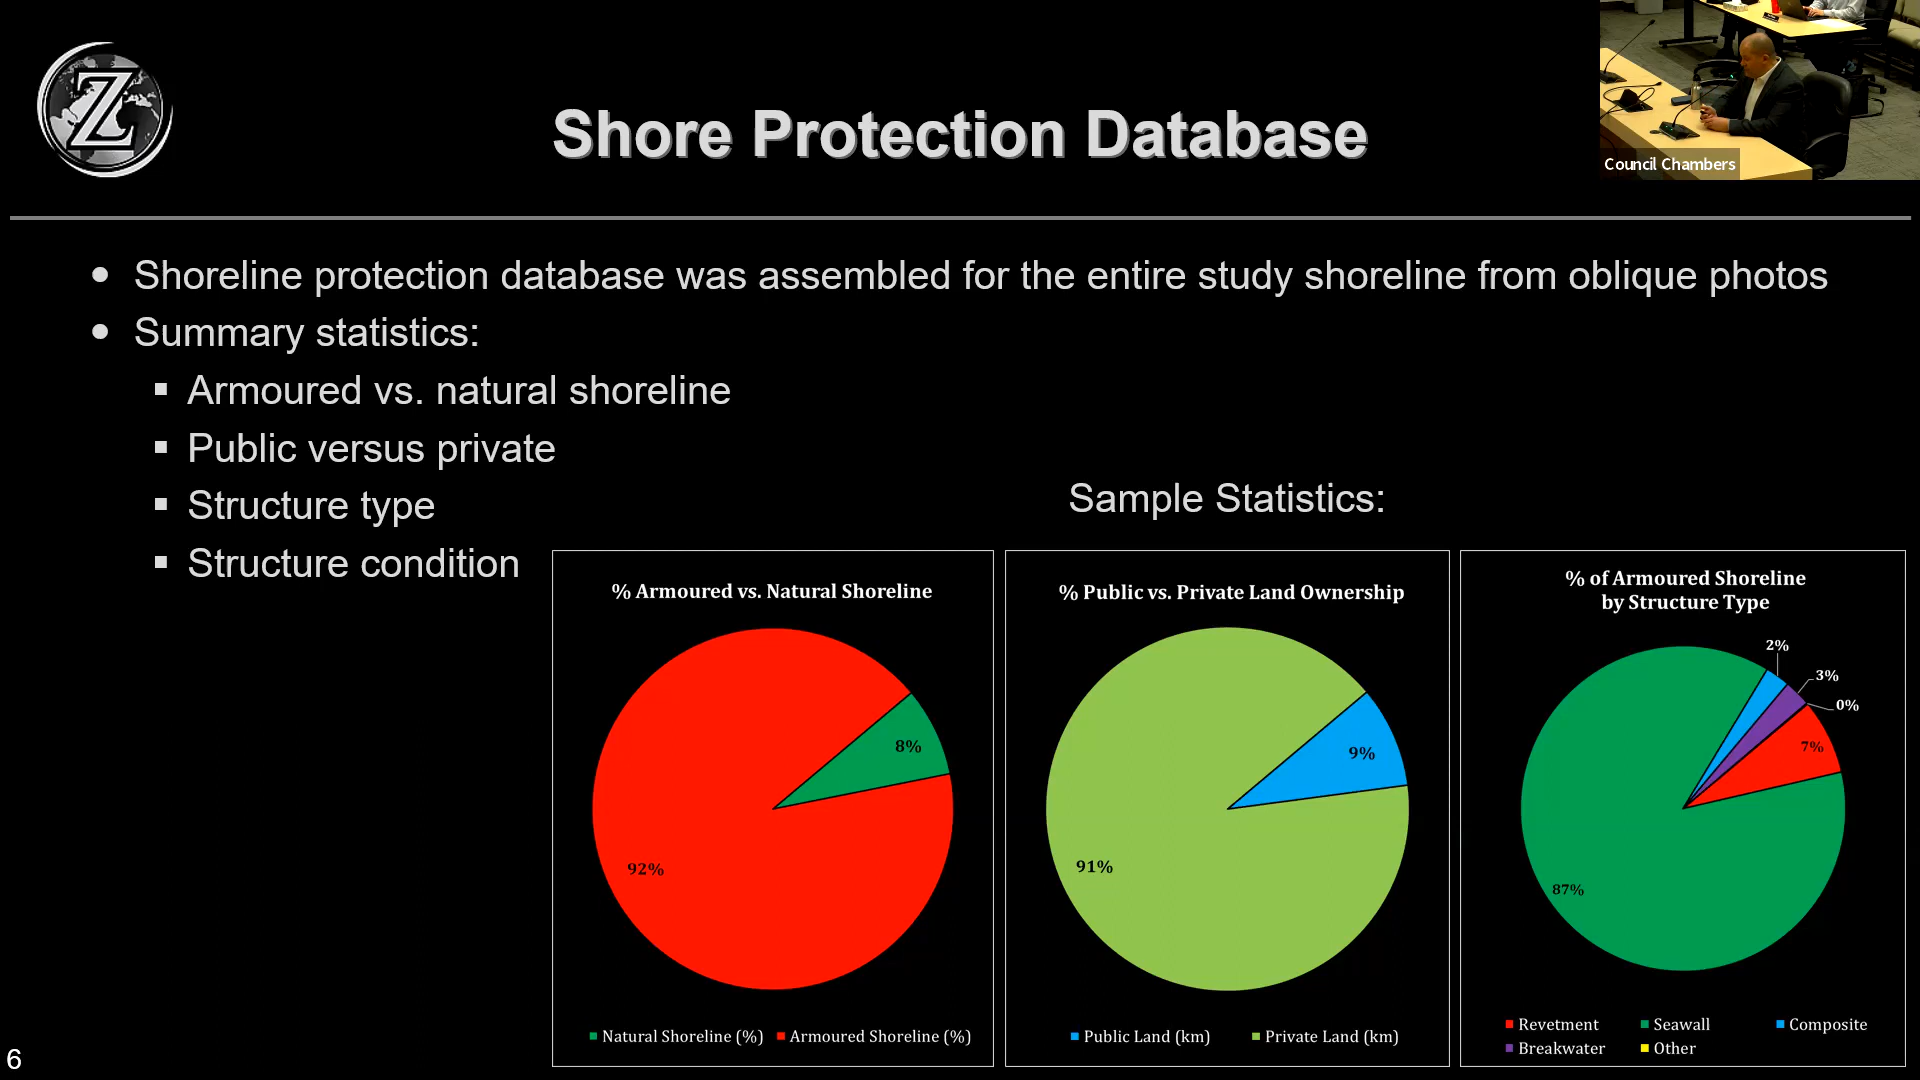 Z
Shore Protection Database
Council Chambers
Shoreline protection database was assembled for the entire study shoreline from oblique photos
Summary statistics:
Armoured vs. natural shoreline
Public versus private
Structure type
Structure condition
Sample Statistics:
% Armoured vs. Natural Shoreline
8%
92%
Natural Shoreline (%) Armoured Shoreline (%)
% Public vs. Private Land Ownership
9%
91%
Public Land (km) Private Land (km)
% of Armoured Shoreline
by Structure Type
2%
3%
0%
7%
87%
Revetment Seawall Composite
Breakwater Other
6